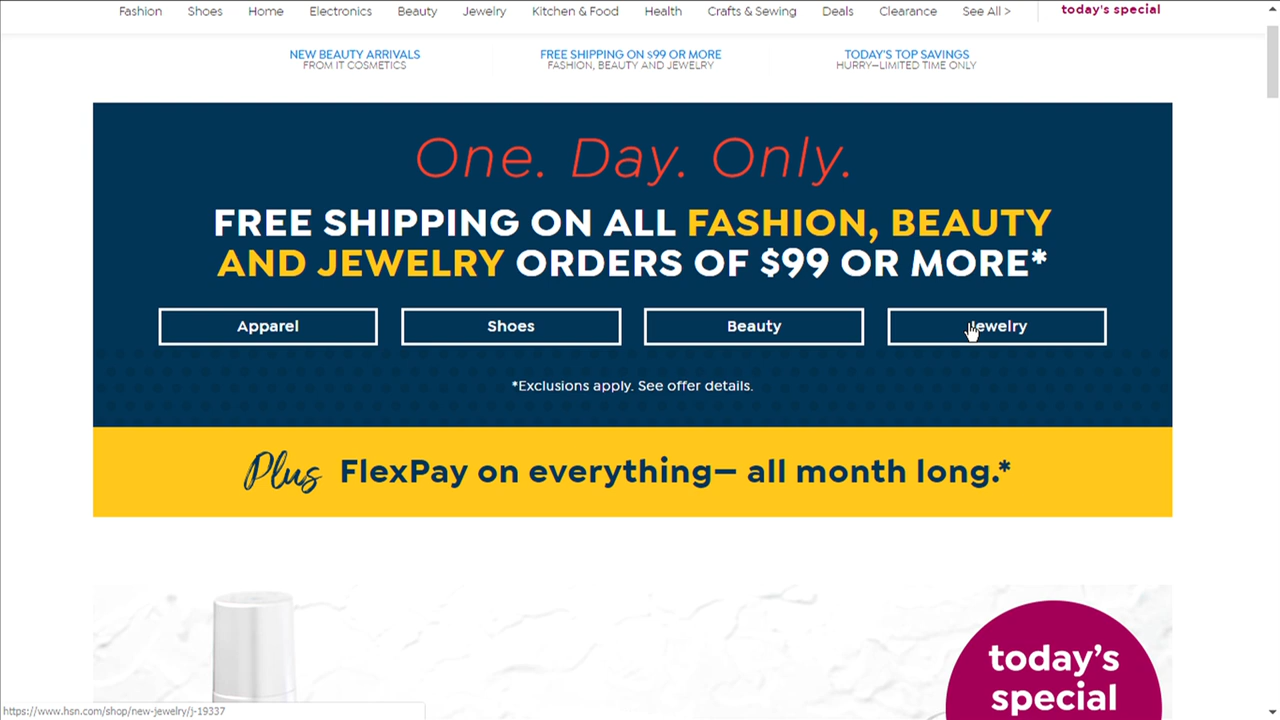 Fashion Shoes Home Electronics Beauty Jewelry Kitchen & Food Health Crafts & Sewing Deals Clearance See All > today's special
NEW BEAUTY ARRIVALS
FROM IT COSMETICS
FREE SHIPPING ON $99 OR MORE
FASHION, BEAUTY AND JEWELRY
TODAY'S TOP SAVINGS
HURRY—LIMITED TIME ONLY
One. Day. Only.
FREE SHIPPING ON ALL FASHION, BEAUTY
AND JEWELRY ORDERS OF $99 OR MORE*
Apparel Shoes Beauty Jewelry
*Exclusions apply. See offer details.
Plus FlexPay on everything— all month long.*
today's
special
https://www.hsn.com/shop/new-jewelry/j-19337